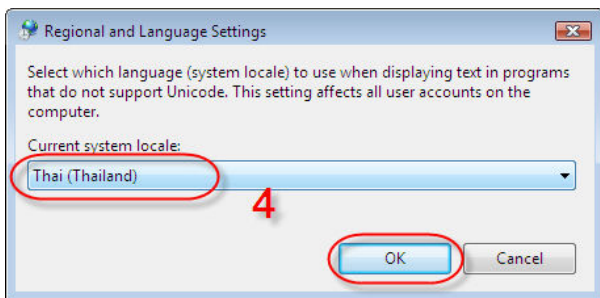 Regional and Language Settings
Select which language (system locale) to use when displaying text in programs
that do not support Unicode. This setting affects all user accounts on the
computer.
Current system locale:
Thai (Thailand)
4
OK Cancel